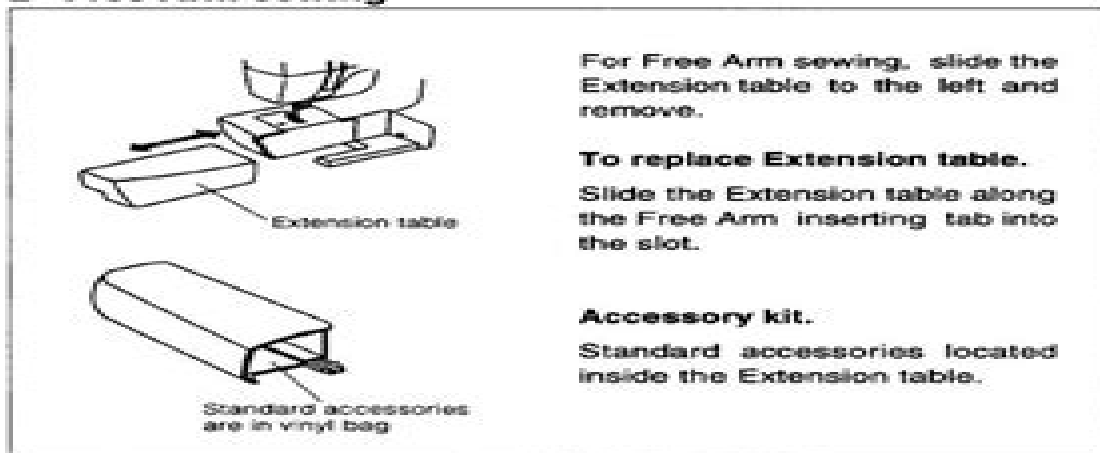 For Free Arm sewing, slide the
Extension table to the left and
remove.
To replace Extension table.
Slide the Extension table along
the Free Arm inserting tab into
the slot.
Extension table
Accessory kit.
Standard accessories located
inside the Extension table.
Standard accessories
are in vinyl bag